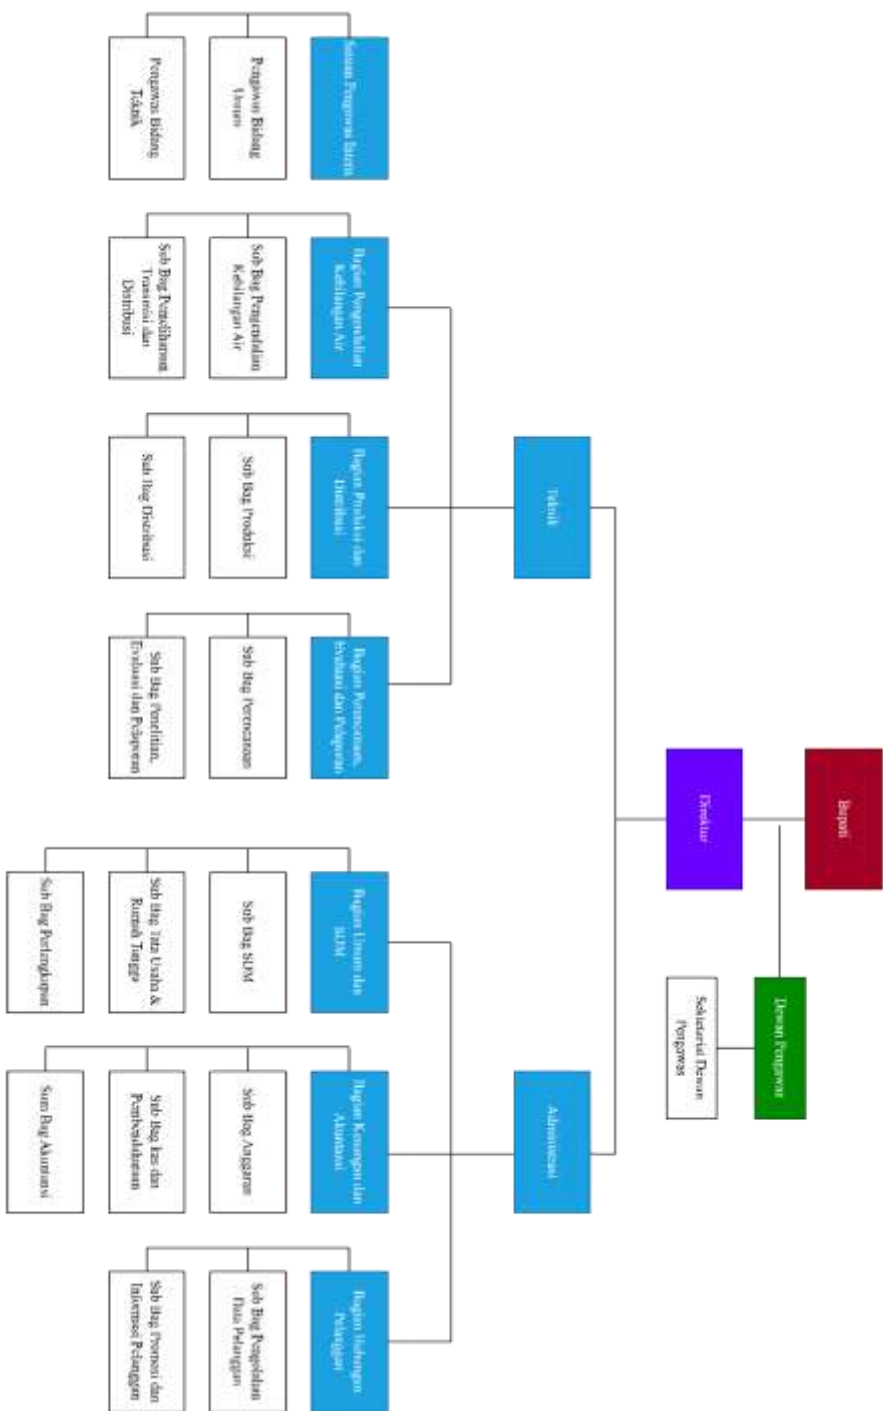 Bupati
Dewan Pengawas
Sekretariat Dewan
Pengawas
Direktur
Teknik
Administrasi
Satuan Pengawas Intern
Pengawas Bidang
Umum
Pengawas Bidang
Teknik
Bagian Pengendalian
Kehilangan Air
Sub Bag Pengendalian
Kehilangan Air
Sub Bag Pemeliharaan
Transmisi dan
Distribusi
Bagian Produksi dan
Distribusi
Sub Bag Produksi
Sub Bag Distribusi
Bagian Perencanaan,
Evaluasi dan Pelaporan
Sub Bag Perencanaan
Sub Bag Penelitian,
Evaluasi dan Pelaporan
Bagian Umum dan
SDM
Sub Bag SDM
Sub Bag Tata Usaha &
Rumah Tangga
Sub Bag Perlengkapan
Bagian Keuangan dan
Akuntansi
Sub Bag Anggaran
Sub Bag Kas dan
Pembendaharaan
Sum Bag Akuntansi
Bagian Hubungan
Pelanggan
Sub Bag Pengolahan
Data Pelanggan
Sub Bag Promosi dan
Informasi Pelanggan